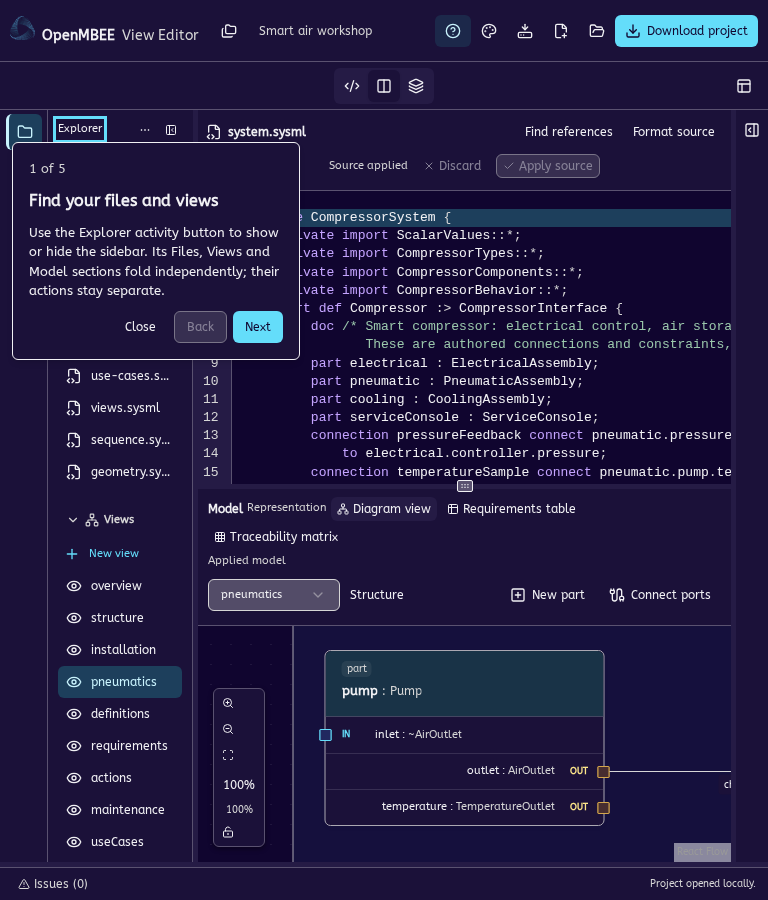 OpenMBEE View Editor
Smart air workshop
Download project
Explorer
system.sysml
Find references
Format source
Source applied
Discard
Apply source
1 of 5
Find your files and views
Use the Explorer activity button to show
or hide the sidebar. Its Files, Views and
Model sections fold independently; their
actions stay separate.
Close
Back
Next
CompressorSystem {
import ScalarValues::*;
import CompressorTypes::*;
import CompressorComponents::*;
import CompressorBehavior::*;
def Compressor :> CompressorInterface {
doc /* Smart compressor: electrical control, air stora
These are authored connections and constraints,
9 part electrical : ElectricalAssembly;
10 part pneumatic : PneumaticAssembly;
11 part cooling : CoolingAssembly;
12 part serviceConsole : ServiceConsole;
13 connection pressureFeedback connect pneumatic.pressure
14 to electrical.controller.pressure;
15 connection temperatureSample connect pneumatic.pump.te
use-cases.s...
views.sysml
sequence.sy...
geometry.sy...
Views
New view
overview
structure
installation
pneumatics
definitions
requirements
actions
maintenance
useCases
Model Representation Diagram view Requirements table
Traceability matrix
Applied model
pneumatics
Structure
New part
Connect ports
100%
100%
part
pump : Pump
IN inlet : ~AirOutlet
outlet : AirOutlet OUT
temperature : TemperatureOutlet OUT
React Flow
Issues (0)
Project opened locally.